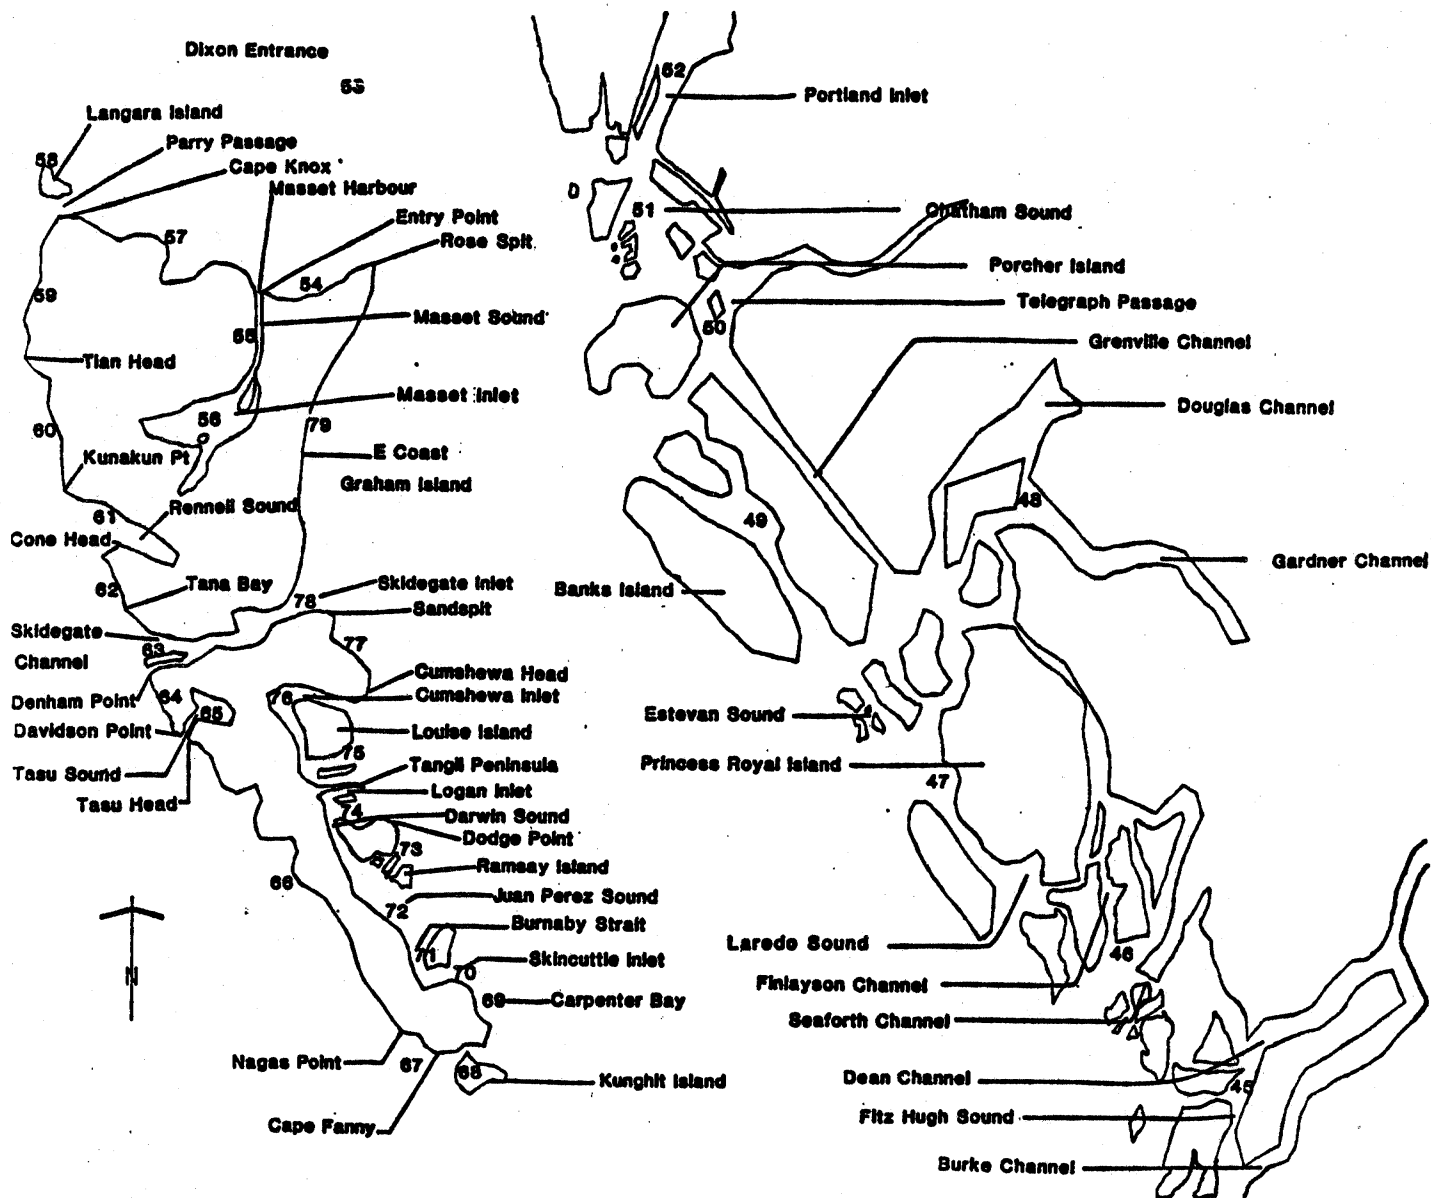 Dixon Entrance
53
52
Portland Inlet
Langara Island
Parry Passage
58
Cape Knox
Masset Harbour
51
Chatham Sound
Entry Point
57
Rose Spit
Porcher Island
54
59
Telegraph Passage
Masset Sound
50
55
Grenville Channel
Tian Head
Masset Inlet
Douglas Channel
56
79
60
E Coast
Kunakun Pt
Graham Island
48
Rennell Sound
61
49
Cone Head
Gardner Channel
Tana Bay
Skidegate Inlet
62
Banks Island
78
Sandspit
Skidegate
Channel
63
77
Cumshewa Head
Denham Point
64
76
Cumshewa Inlet
65
Estevan Sound
Davidson Point
Louise Island
75
Tangil Peninsula
Princess Royal Island
Tasu Sound
47
Logan Inlet
Tasu Head
74
Darwin Sound
Dodge Point
73
Ramsay Island
66
Juan Perez Sound
72
Burnaby Strait
Laredo Sound
71
Skincuttle Inlet
46
70
N
Finlayson Channel
69
Carpenter Bay
Seaforth Channel
Nagas Point
67
68
Kunghit Island
Dean Channel
45
Fitz Hugh Sound
Cape Fanny
Burke Channel